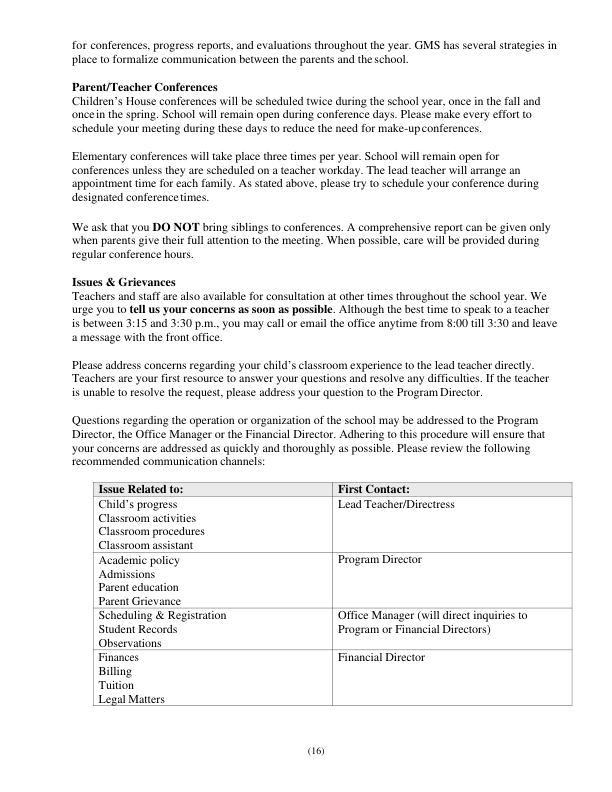 for conferences, progress reports, and evaluations throughout the year. GMS has several strategies in
place to formalize communication between the parents and the school.
Parent/Teacher Conferences
Children's House conferences will be scheduled twice during the school year, once in the fall and
once in the spring. School will remain open during conference days. Please make every effort to
schedule your meeting during these days to reduce the need for make-up conferences.
Elementary conferences will take place three times per year. School will remain open for
conferences unless they are scheduled on a teacher workday. The lead teacher will arrange an
appointment time for each family. As stated above, please try to schedule your conference during
designated conference times.
We ask that you DO NOT bring siblings to conferences. A comprehensive report can be given only
when parents give their full attention to the meeting. When possible, care will be provided during
regular conference hours.
Issues & Grievances
Teachers and staff are also available for consultation at other times throughout the school year. We
urge you to tell us your concerns as soon as possible. Although the best time to speak to a teacher
is between 3:15 and 3:30 p.m., you may call or email the office anytime from 8:00 till 3:30 and leave
a message with the front office.
Please address concerns regarding your child's classroom experience to the lead teacher directly.
Teachers are your first resource to answer your questions and resolve any difficulties. If the teacher
is unable to resolve the request, please address your question to the Program Director.
Questions regarding the operation or organization of the school may be addressed to the Program
Director, the Office Manager or the Financial Director. Adhering to this procedure will ensure that
your concerns are addressed as quickly and thoroughly as possible. Please review the following
recommended communication channels:
Issue Related to: First Contact:
Child's progress Lead Teacher/Directress
Classroom activities
Classroom procedures
Classroom assistant
Academic policy Program Director
Admissions
Parent education
Parent Grievance
Scheduling & Registration Office Manager (will direct inquiries to
Student Records Program or Financial Directors)
Observations
Finances Financial Director
Billing
Tuition
Legal Matters
(16)